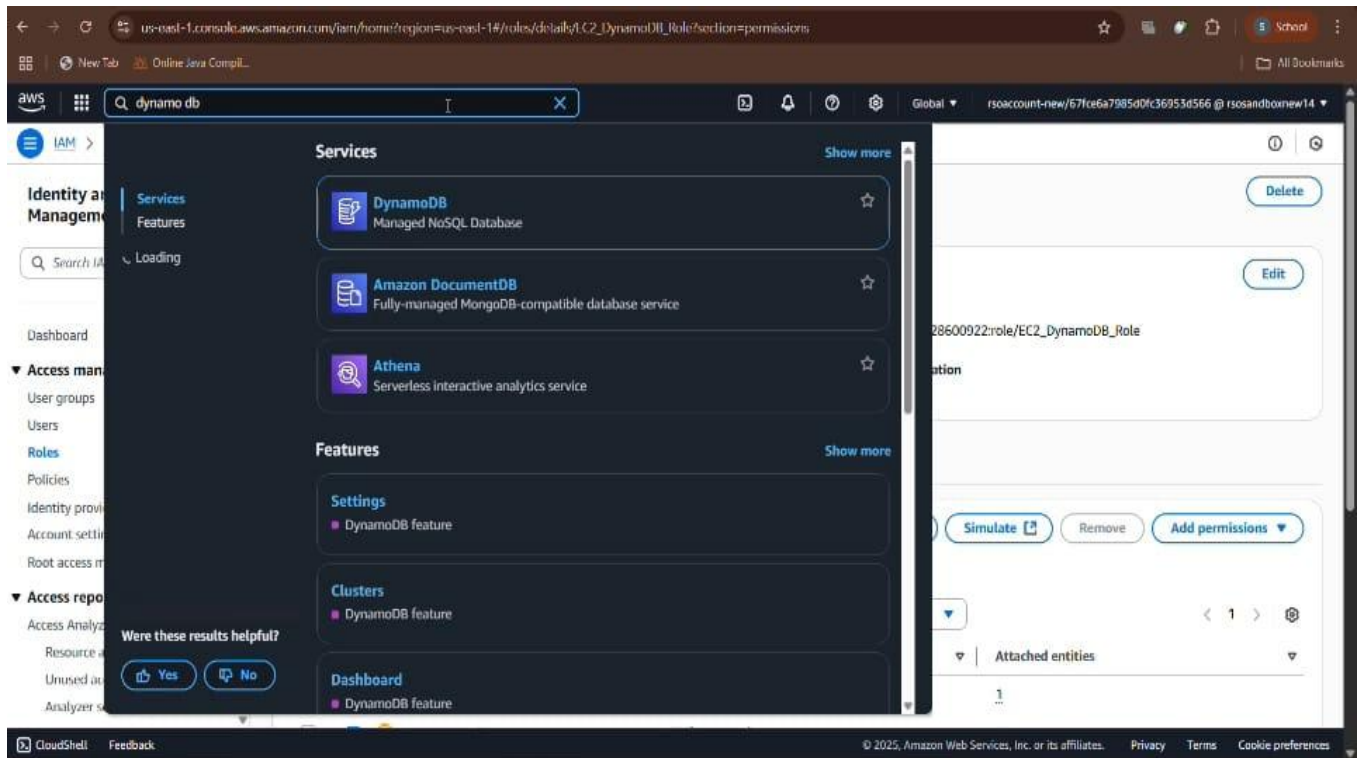 us-east-1.console.aws.amazon.com/iam/home?region=us-east-1#/roles/details/EC2_DynamoDB_Role?section=permissions
S School
New Tab
Online Java Compil...
All Bookmarks
aws
dynamo db
Global
rsoaccount-new/67fce6a7985d0fc36953d566 @ rsosandboxnew14
IAM
Services
Show more
Identity a
Manageme
Services
Features
Loading
DynamoDB
Managed NoSQL Database
Delete
Search IA
Amazon DocumentDB
Fully-managed MongoDB-compatible database service
Edit
Dashboard
28600922:role/EC2_DynamoDB_Role
Access man
Athena
Serverless interactive analytics service
ation
User groups
Users
Roles
Features
Show more
Policies
Identity provi
Settings
DynamoDB feature
Account settin
Simulate
Remove
Add permissions
Root access m
Access repo
Clusters
DynamoDB feature
1
Access Analyz
Were these results helpful?
Resource a
Attached entities
Unused ac
Yes
No
Dashboard
DynamoDB feature
1
Analyzer s
CloudShell
Feedback
© 2025, Amazon Web Services, Inc. or its affiliates.
Privacy
Terms
Cookie preferences